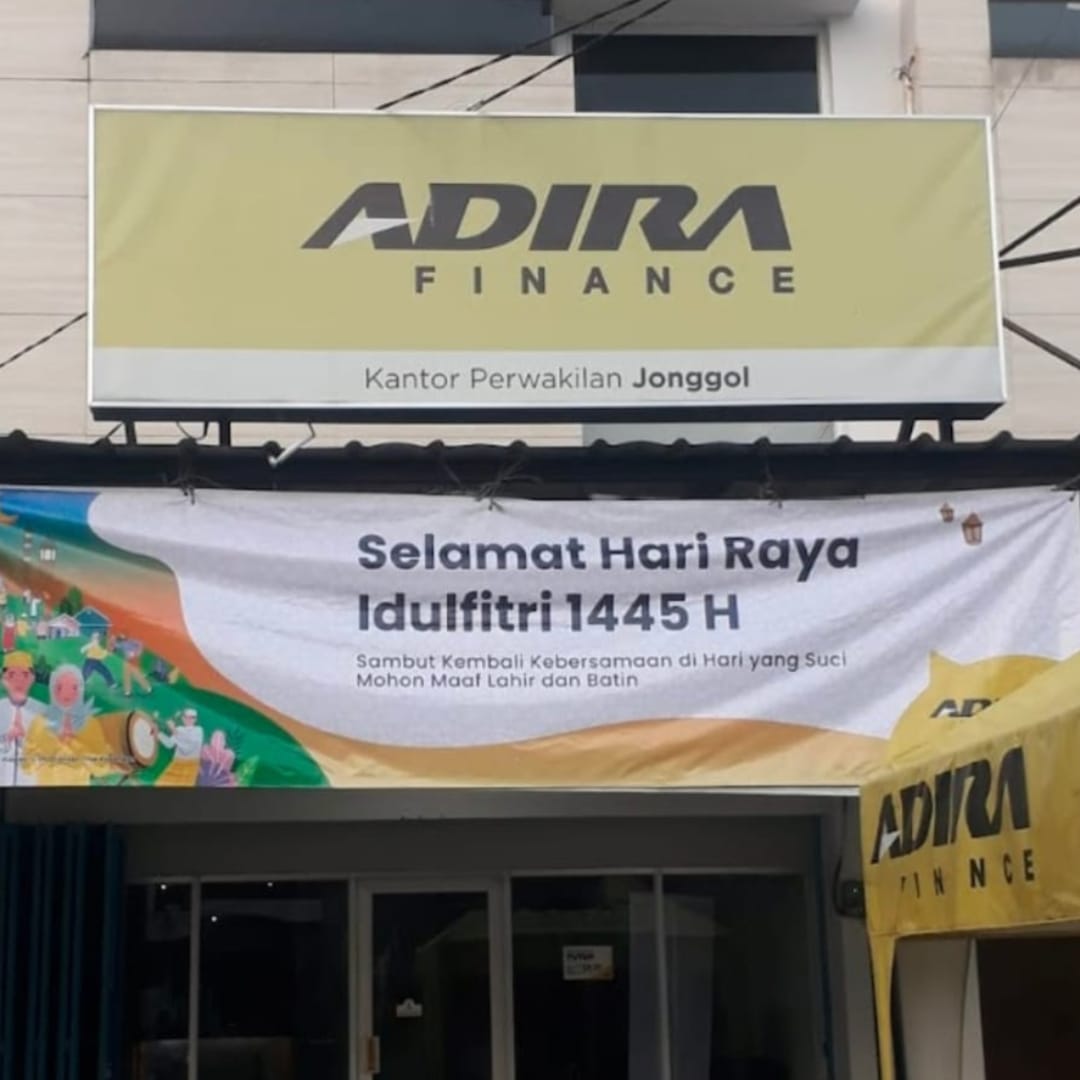 ADIRA
FINANCE
Kantor Perwakilan Jonggol
Selamat Hari Raya
Idulfitri 1445 H
Sambut Kembali Kebersamaan di Hari yang Suci
Mohon Maaf Lahir dan Batin
ADIRA
FINANCE